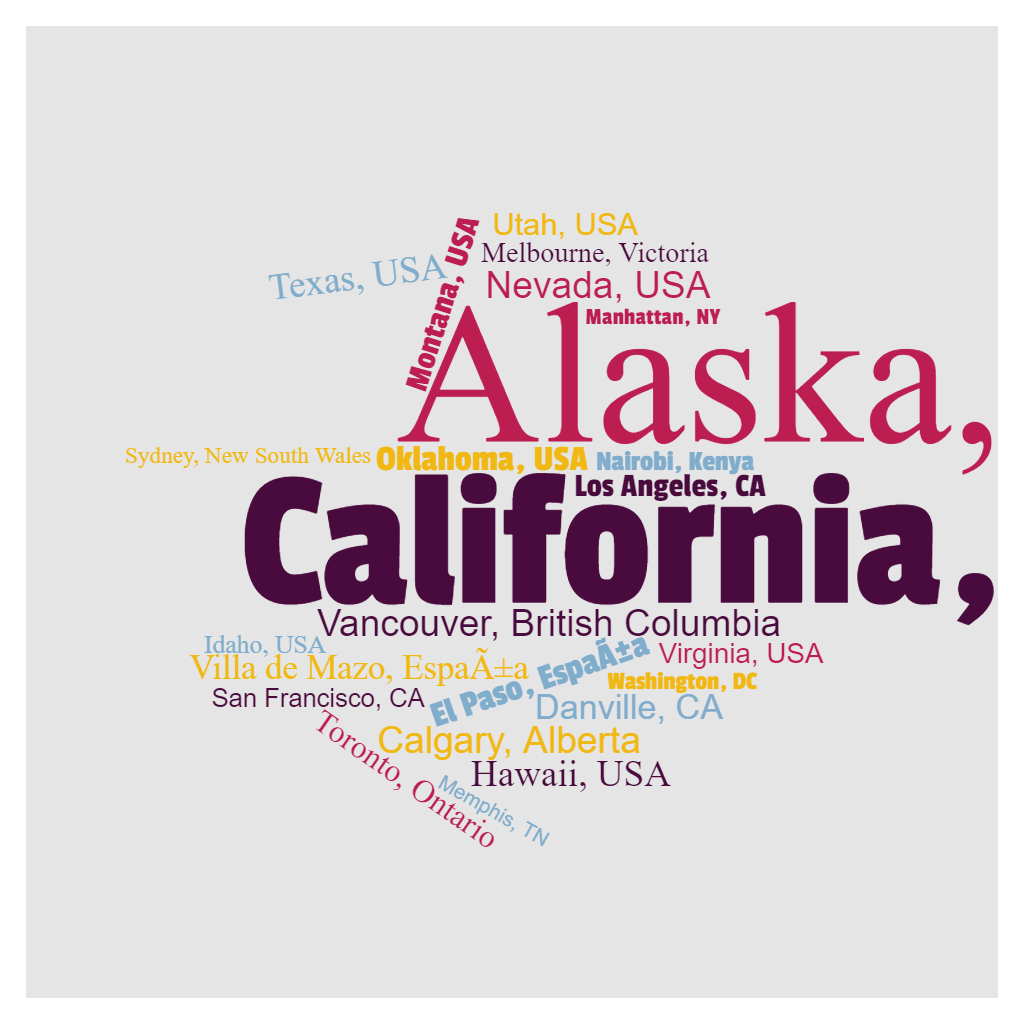 Utah, USA
Melbourne, Victoria
Texas, USA
Montana, USA
Nevada, USA
Manhattan, NY
Alaska,
Sydney, New South Wales
Oklahoma, USA
Nairobi, Kenya
Los Angeles, CA
California,
Vancouver, British Columbia
Idaho, USA
Virginia, USA
Villa de Mazo, EspaÃ±a
El Paso, EspaÃ±a
Washington, DC
San Francisco, CA
Danville, CA
Toronto, Ontario
Calgary, Alberta
Hawaii, USA
Memphis, TN